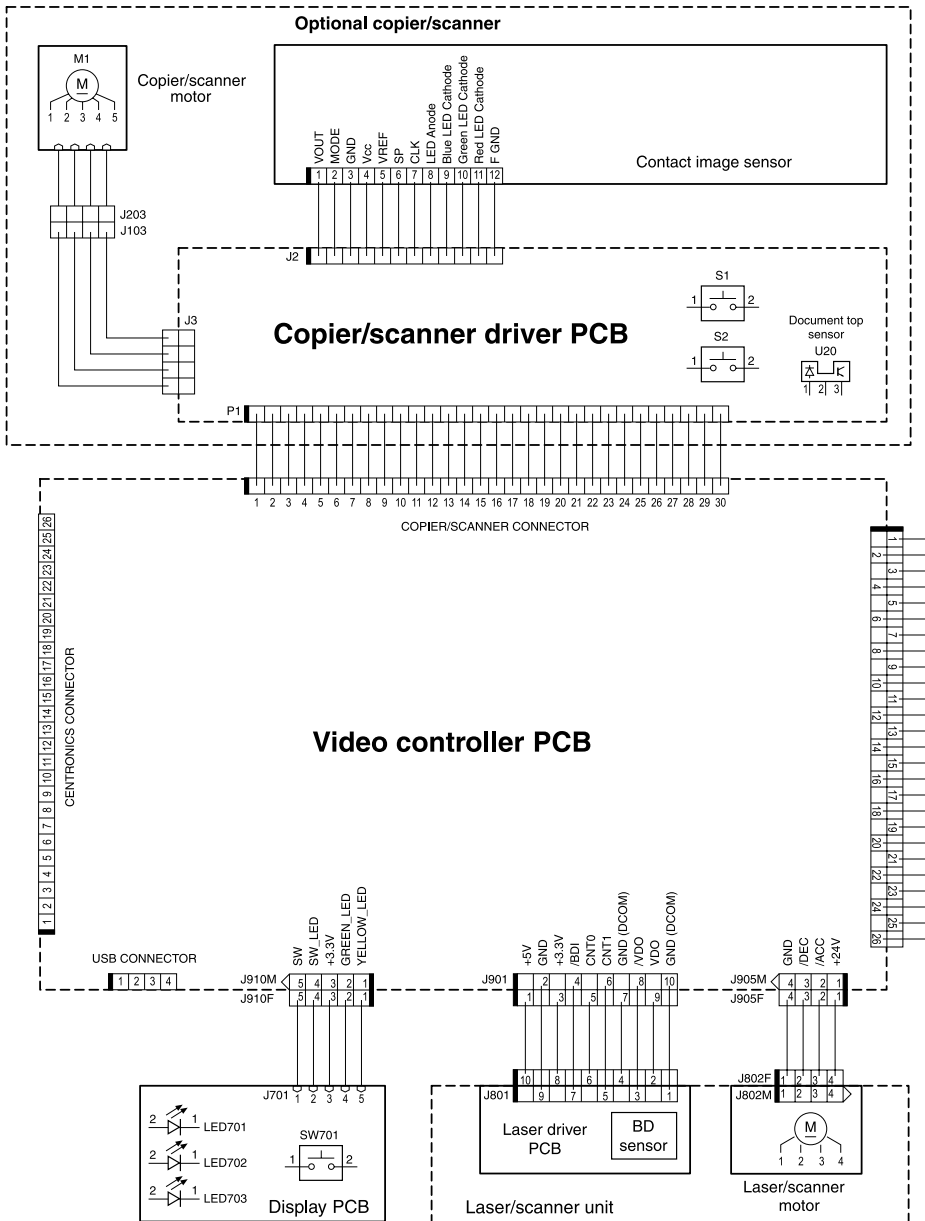 Optional copier/scanner
M1
M
1 2 3 4 5
Copier/scanner
motor
VOUT
MODE
GND
Vcc
VREF
SP
CLK
LED Anode
Blue LED Cathode
Green LED Cathode
Red LED Cathode
F GND
1 2 3 4 5 6 7 8 9 10 11 12
Contact image sensor
J203
J103
J2
J3
Copier/scanner driver PCB
S1
1 2
S2
1 2
Document top
sensor
U20
1 2 3
P1
1 2 3 4 5 6 7 8 9 10 11 12 13 14 15 16 17 18 19 20 21 22 23 24 25 26 27 28 29 30
COPIER/SCANNER CONNECTOR
26 25 24 23 22 21 20 19 18 17 16 15 14 13 12 11 10 9 8 7 6 5 4 3 2 1
CENTRONICS CONNECTOR
Video controller PCB
1 2 3 4 5 6 7 8 9 10 11 12 13 14 15 16 17 18 19 20 21 22 23 24 25 26
USB CONNECTOR
1 2 3 4
SW
SW_LED
+3.3V
GREEN_LED
YELLOW_LED
J910M
5 4 3 2 1
J910F
5 4 3 2 1
+5V
GND
+3.3V
/BDI
CNT0
CNT1
GND (DCOM)
/VDO
VDO
GND (DCOM)
J901
2 4 6 8 10
1 3 5 7 9
GND
/DEC
/ACC
+24V
J905M
4 3 2 1
J905F
4 3 2 1
J701
1 2 3 4 5
2 1 LED701
2 1 LED702
2 1 LED703
SW701
1 2
Display PCB
10 8 6 4 2
J801
9 7 5 3 1
Laser driver
PCB
BD
sensor
Laser/scanner unit
J802F
1 2 3 4
J802M
1 2 3 4
M
1 2 3 4
Laser/scanner
motor